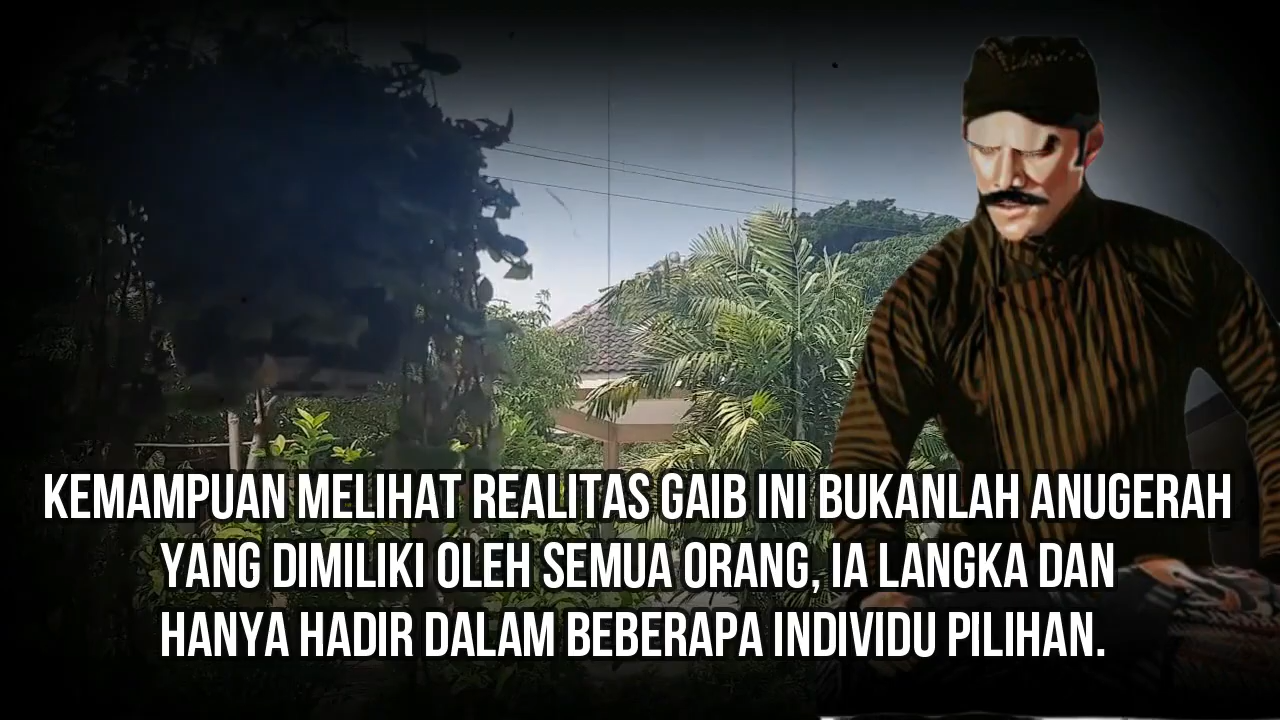 KEMAMPUAN MELIHAT REALITAS GAIB INI BUKANLAH ANUGERAH
YANG DIMILIKI OLEH SEMUA ORANG, IA LANGKA DAN
HANYA HADIR DALAM BEBERAPA INDIVIDU PILIHAN.